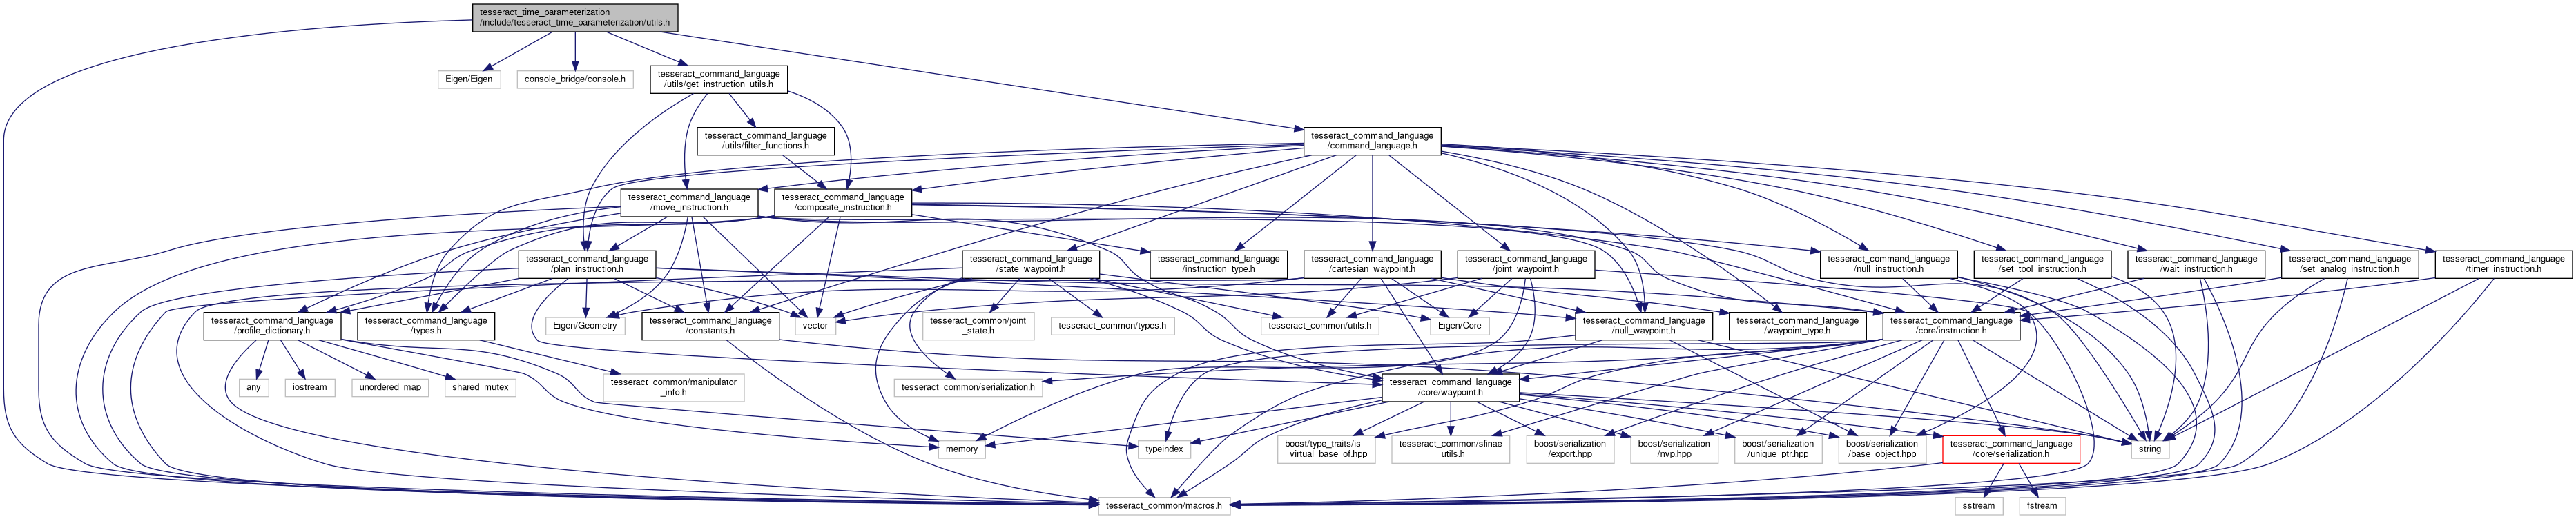 tesseract_time_parameterization
/include/tesseract_time_parameterization/utils.h
Eigen/Eigen
console_bridge/console.h
tesseract_command_language
/utils/get_instruction_utils.h
tesseract_command_language
/utils/filter_functions.h
tesseract_command_language
/command_language.h
tesseract_command_language
/move_instruction.h
tesseract_command_language
/composite_instruction.h
tesseract_command_language
/plan_instruction.h
tesseract_command_language
/state_waypoint.h
tesseract_command_language
/instruction_type.h
tesseract_command_language
/cartesian_waypoint.h
tesseract_command_language
/joint_waypoint.h
tesseract_command_language
/null_instruction.h
tesseract_command_language
/set_tool_instruction.h
tesseract_command_language
/wait_instruction.h
tesseract_command_language
/set_analog_instruction.h
tesseract_command_language
/timer_instruction.h
tesseract_command_language
/profile_dictionary.h
tesseract_command_language
/types.h
Eigen/Geometry
tesseract_command_language
/constants.h
vector
tesseract_common/joint
_state.h
tesseract_common/types.h
tesseract_common/utils.h
Eigen/Core
tesseract_command_language
/null_waypoint.h
tesseract_command_language
/waypoint_type.h
tesseract_command_language
/core/instruction.h
any
iostream
unordered_map
shared_mutex
tesseract_common/manipulator
_info.h
tesseract_common/serialization.h
tesseract_command_language
/core/waypoint.h
memory
typeindex
boost/type_traits/is
_virtual_base_of.hpp
tesseract_common/sfinae
_utils.h
boost/serialization
/export.hpp
boost/serialization
/nvp.hpp
boost/serialization
/unique_ptr.hpp
boost/serialization
/base_object.hpp
tesseract_command_language
/core/serialization.h
string
tesseract_common/macros.h
sstream
fstream